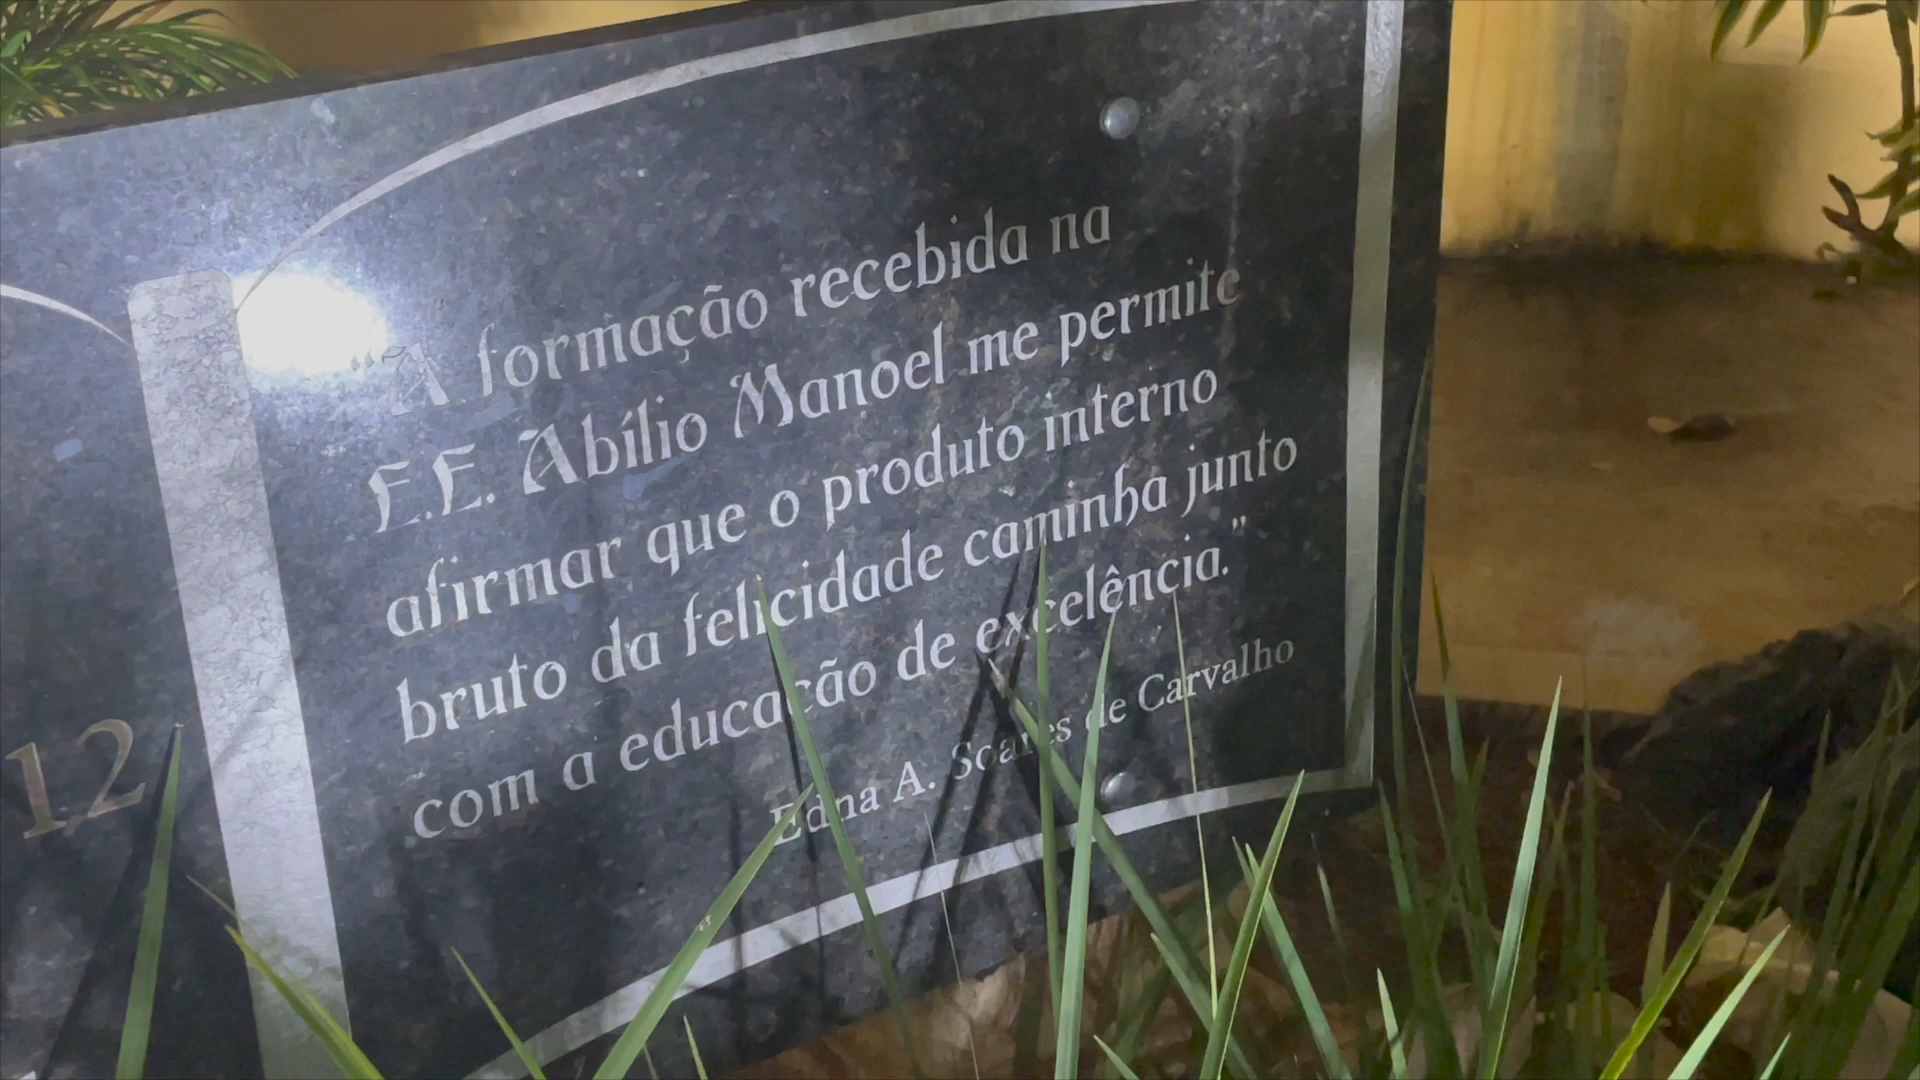 12
"A formação recebida na
E.E. Abílio Manoel me permite
afirmar que o produto interno
bruto da felicidade caminha junto
com a educação de excelência."
Edna A. Soares de Carvalho